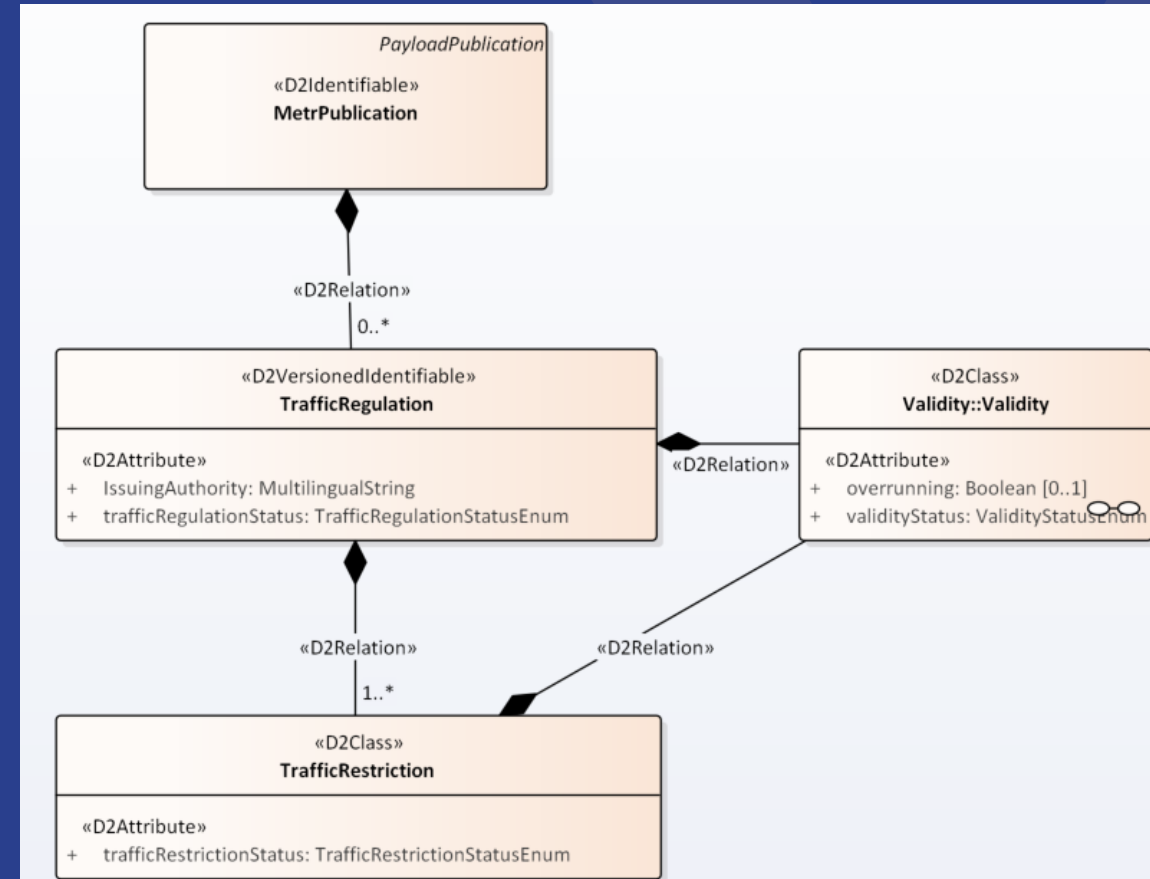 PayloadPublication
«D2Identifiable»
MetrPublication
«D2Relation»
0..*
«D2VersionedIdentifiable»
TrafficRegulation
«D2Attribute»
+ IssuingAuthority: MultilingualString
+ trafficRegulationStatus: TrafficRegulationStatusEnum
«D2Relation»
«D2Class»
Validity::Validity
«D2Attribute»
+ overrunning: Boolean [0..1]
+ validityStatus: ValidityStatusEnum
«D2Relation»
1..*
«D2Relation»
«D2Class»
TrafficRestriction
«D2Attribute»
+ trafficRestrictionStatus: TrafficRestrictionStatusEnum